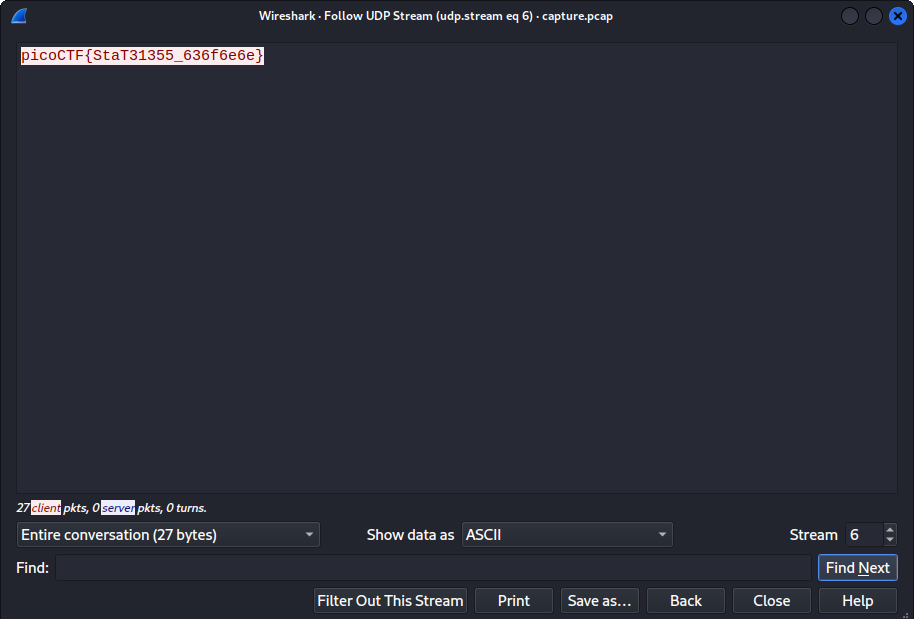 Wireshark · Follow UDP Stream (udp.stream eq 6) · capture.pcap
picoCTF{StaT31355_636f6e6e}
27 client pkts, 0 server pkts, 0 turns.
Entire conversation (27 bytes) Show data as ASCII Stream 6
Find: Find Next
Filter Out This Stream Print Save as… Back Close Help